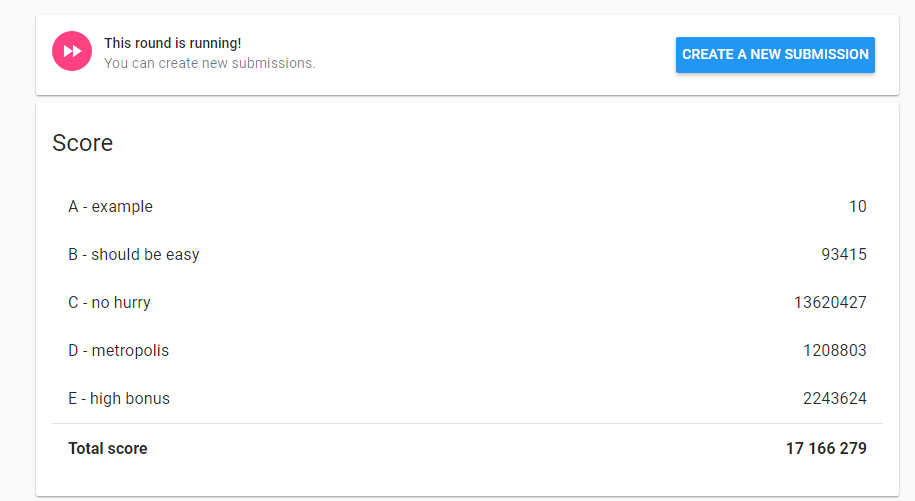 This round is running!
You can create new submissions.
CREATE A NEW SUBMISSION
Score
A - example 10
B - should be easy 93415
C - no hurry 13620427
D - metropolis 1208803
E - high bonus 2243624
Total score 17 166 279